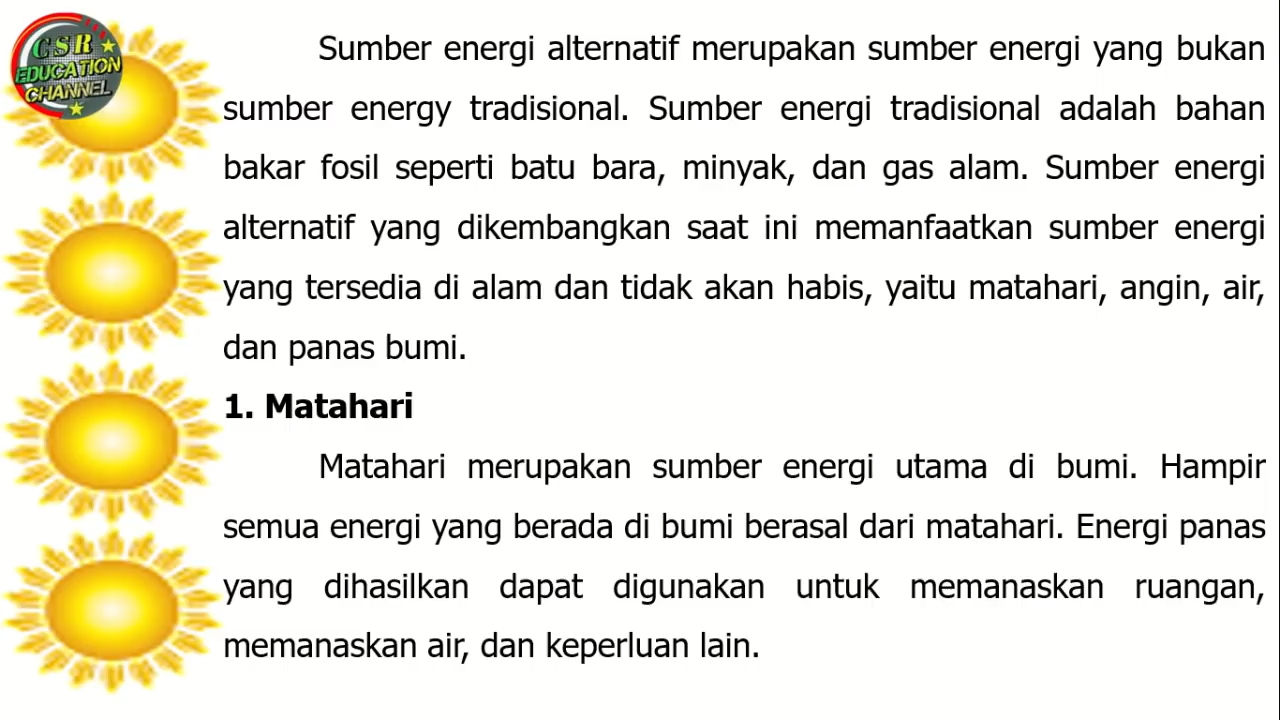 CSR
EDUCATION
CHANNEL
Sumber energi alternatif merupakan sumber energi yang bukan
sumber energy tradisional. Sumber energi tradisional adalah bahan
bakar fosil seperti batu bara, minyak, dan gas alam. Sumber energi
alternatif yang dikembangkan saat ini memanfaatkan sumber energi
yang tersedia di alam dan tidak akan habis, yaitu matahari, angin, air,
dan panas bumi.
1. Matahari
Matahari merupakan sumber energi utama di bumi. Hampir
semua energi yang berada di bumi berasal dari matahari. Energi panas
yang dihasilkan dapat digunakan untuk memanaskan ruangan,
memanaskan air, dan keperluan lain.